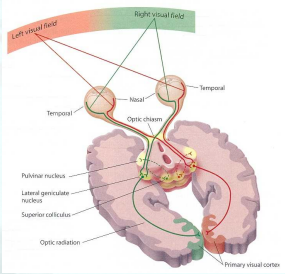 Right visual field
Left visual field
Temporal
Nasal
Temporal
Optic chiasm
Pulvinar nucleus
Lateral geniculate
nucleus
Superior colliculus
Optic radiation
Primary visual cortex